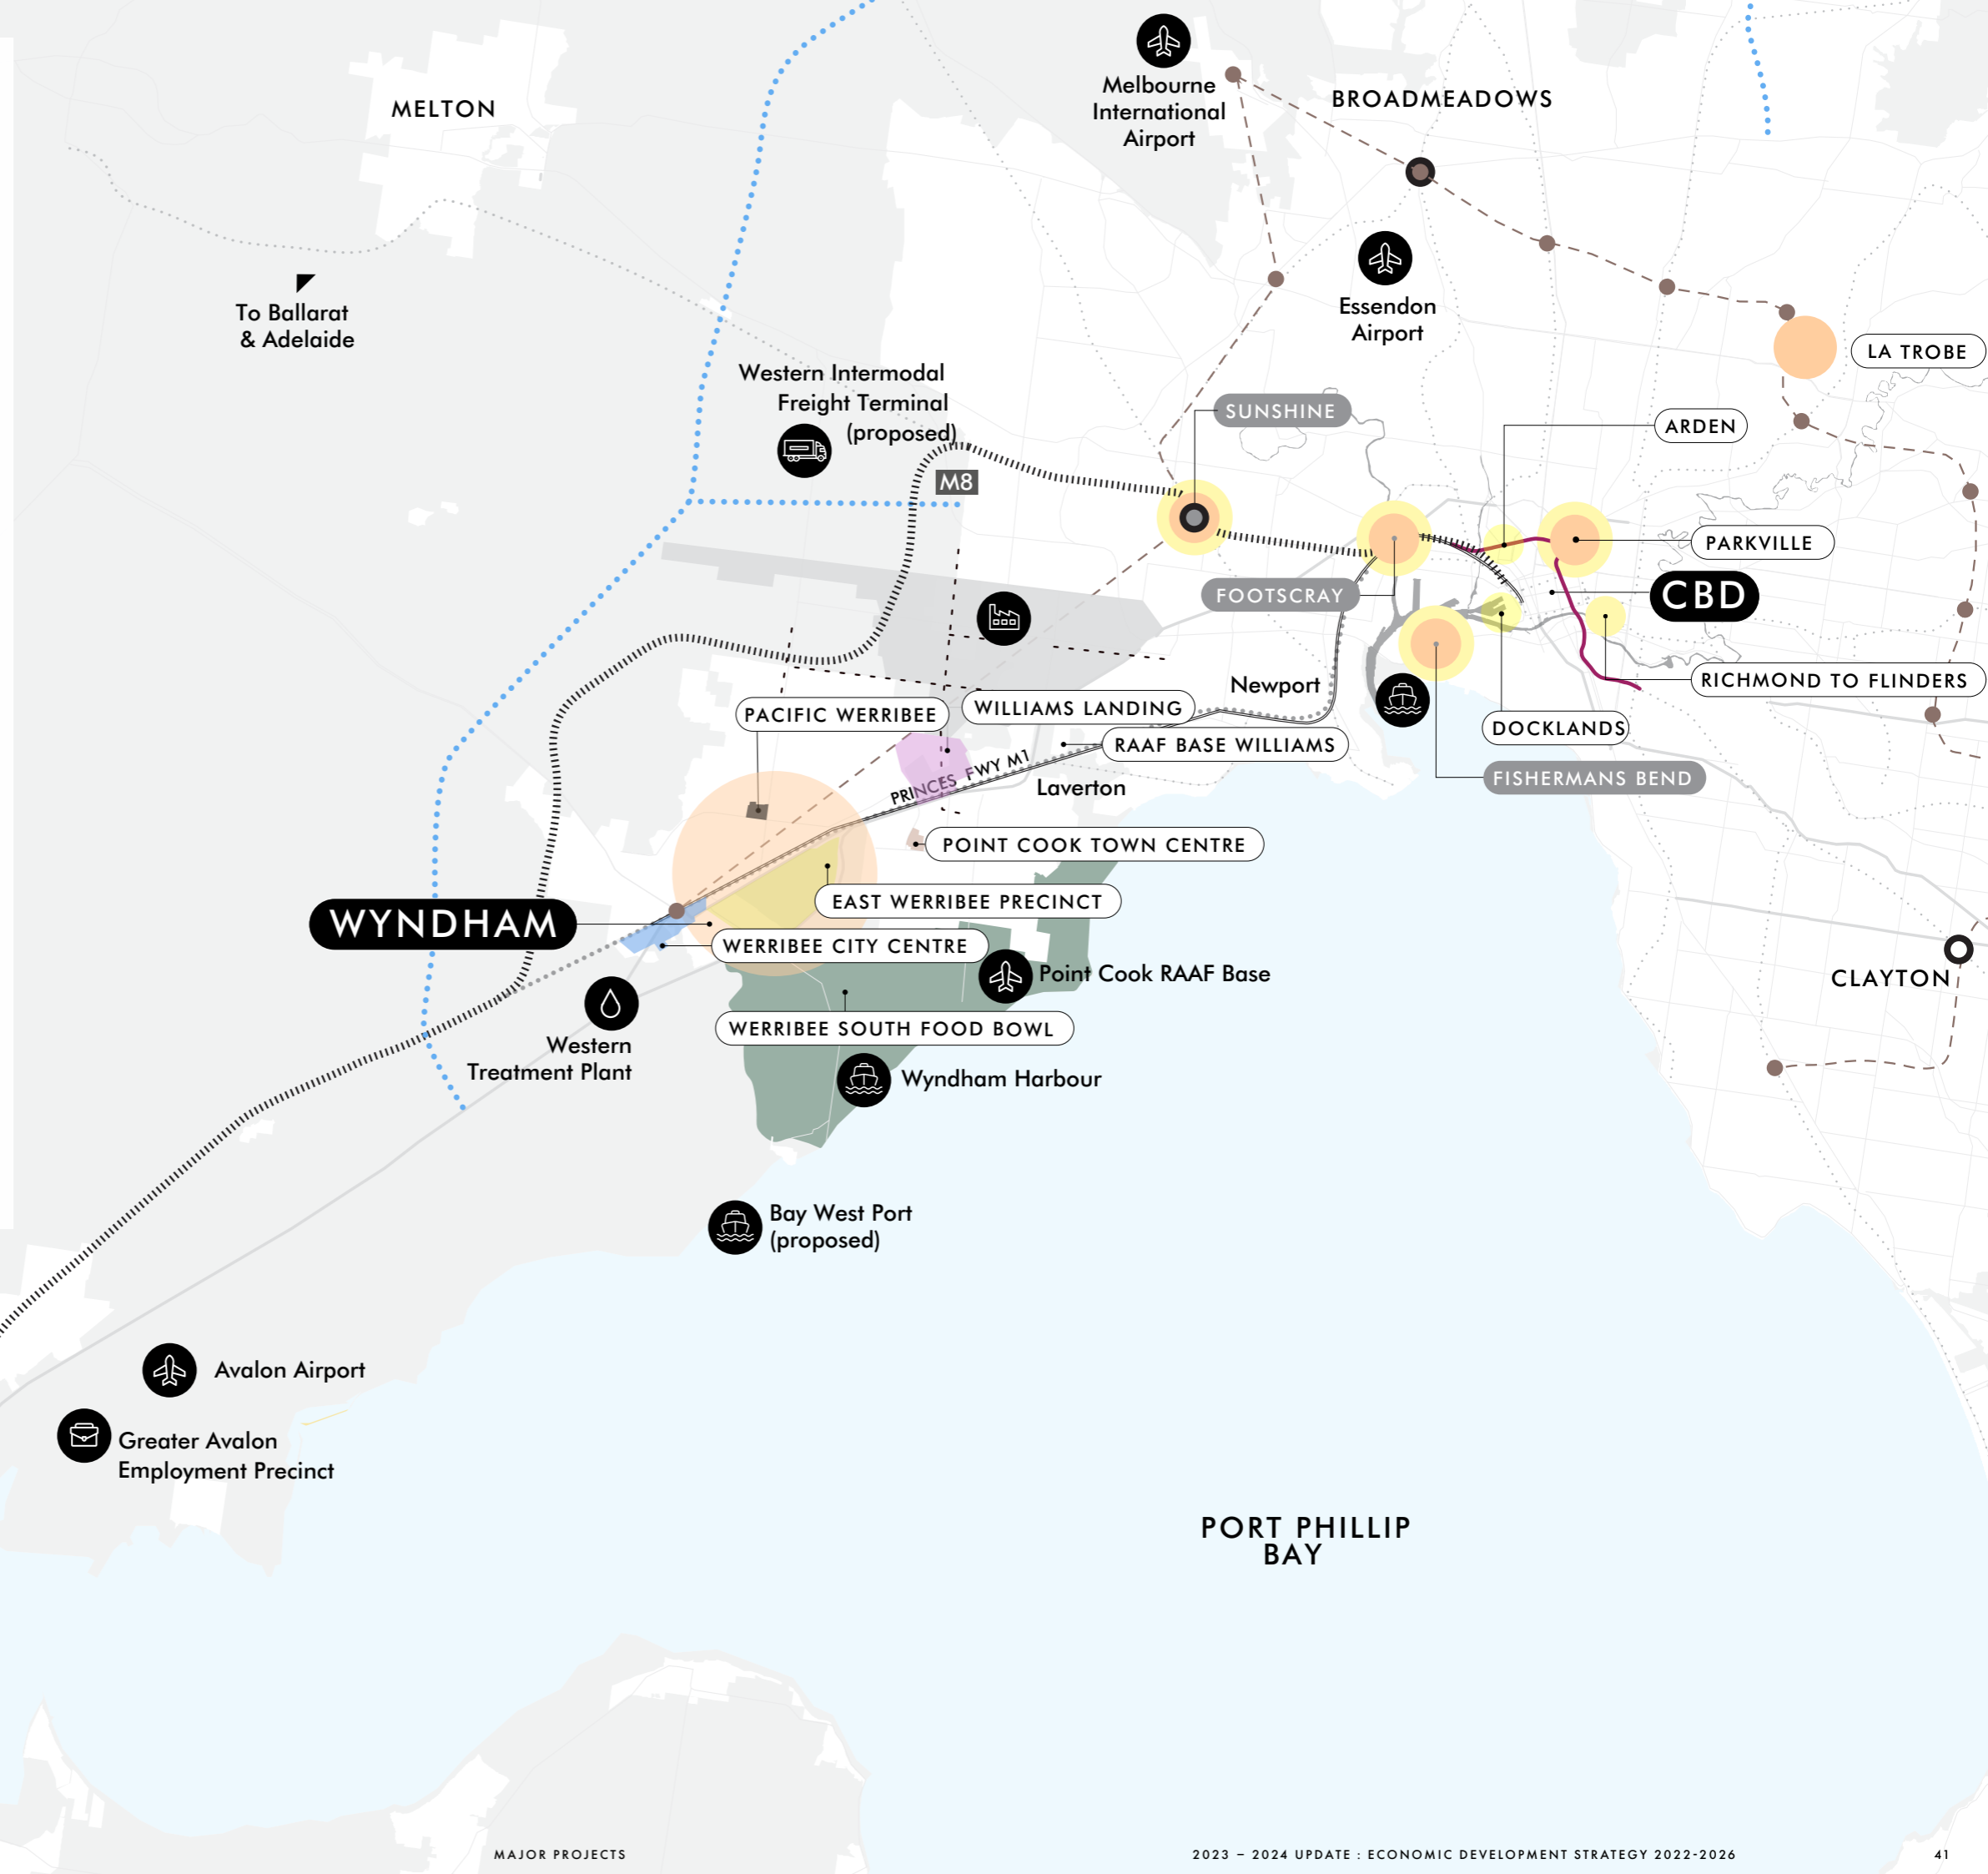 MELTON
Melbourne
International
Airport
BROADMEADOWS
To Ballarat
& Adelaide
Essendon
Airport
LA TROBE
Western Intermodal
Freight Terminal
(proposed)
SUNSHINE
ARDEN
M8
PARKVILLE
FOOTSCRAY
CBD
Newport
RICHMOND TO FLINDERS
PACIFIC WERRIBEE
WILLIAMS LANDING
DOCKLANDS
RAAF BASE WILLIAMS
PRINCES FWY M1
FISHERMANS BEND
Laverton
POINT COOK TOWN CENTRE
EAST WERRIBEE PRECINCT
WYNDHAM
WERRIBEE CITY CENTRE
Point Cook RAAF Base
CLAYTON
WERRIBEE SOUTH FOOD BOWL
Western
Treatment Plant
Wyndham Harbour
Bay West Port
(proposed)
Avalon Airport
Greater Avalon
Employment Precinct
PORT PHILLIP
BAY
MAJOR PROJECTS
2023 – 2024 UPDATE : ECONOMIC DEVELOPMENT STRATEGY 2022-2026
41